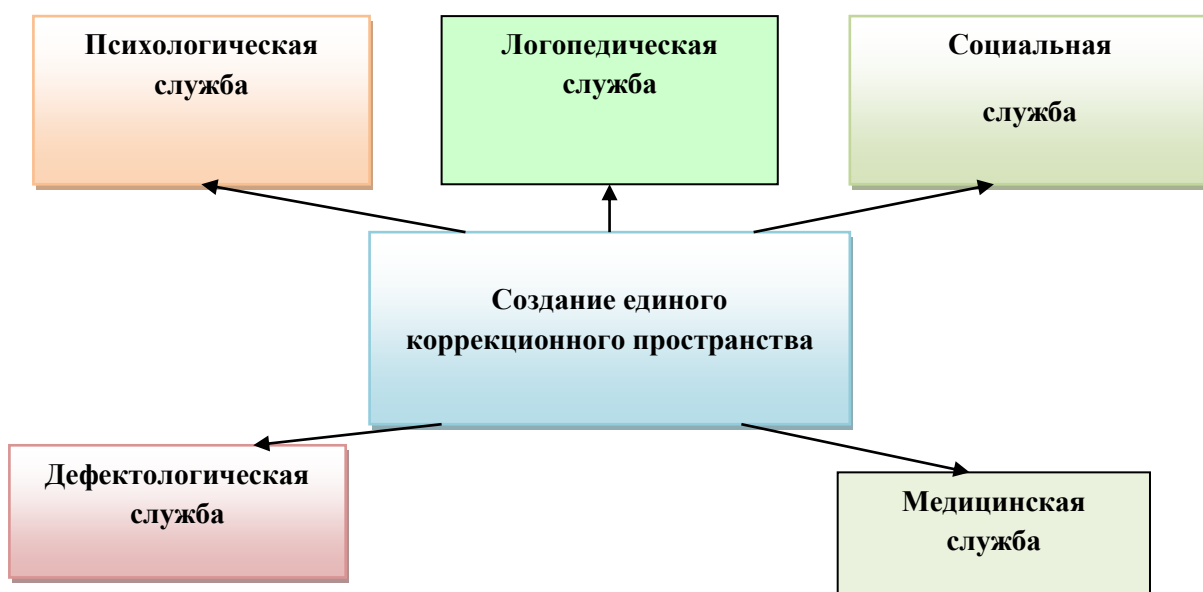 Психологическая
служба
Логопедическая
служба
Социальная
служба
Создание единого
коррекционного пространства
Дефектологическая
служба
Медицинская
служба